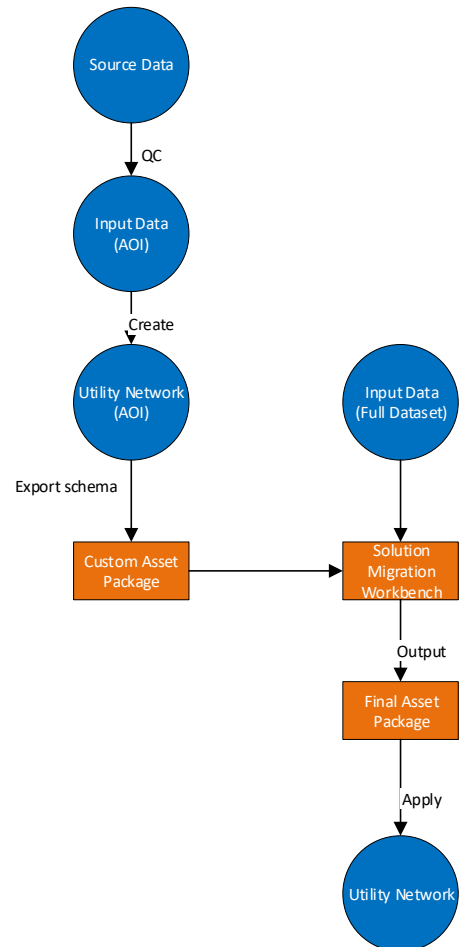 Source Data
QC
Input Data
(AOI)
Create
Utility Network
(AOI)
Input Data
(Full Dataset)
Export schema
Custom Asset
Package
Solution
Migration
Workbench
Output
Final Asset
Package
Apply
Utility Network